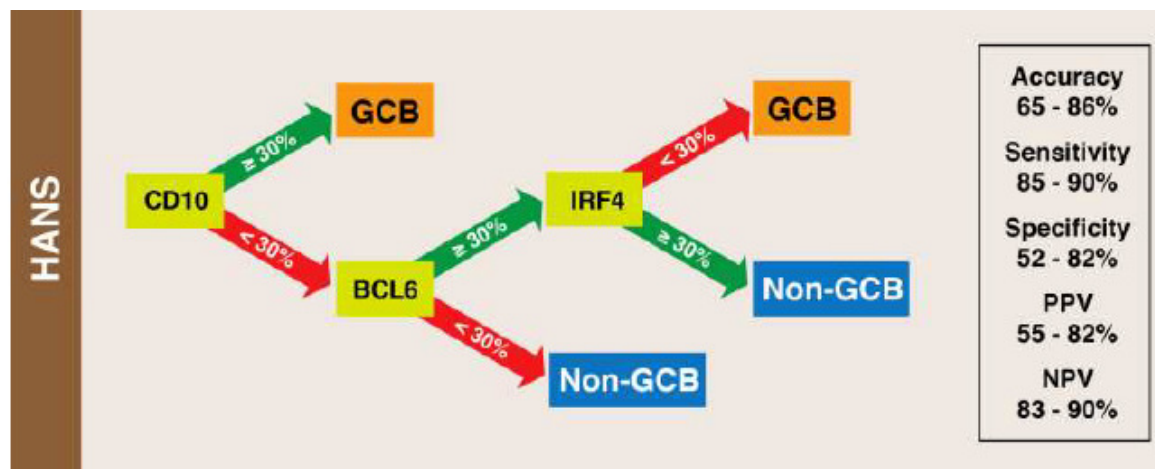 HANS
CD10
≥ 30%
GCB
< 30%
BCL6
≥ 30%
IRF4
< 30%
GCB
≥ 30%
Non-GCB
< 30%
Non-GCB
Accuracy
65 - 86%
Sensitivity
85 - 90%
Specificity
52 - 82%
PPV
55 - 82%
NPV
83 - 90%